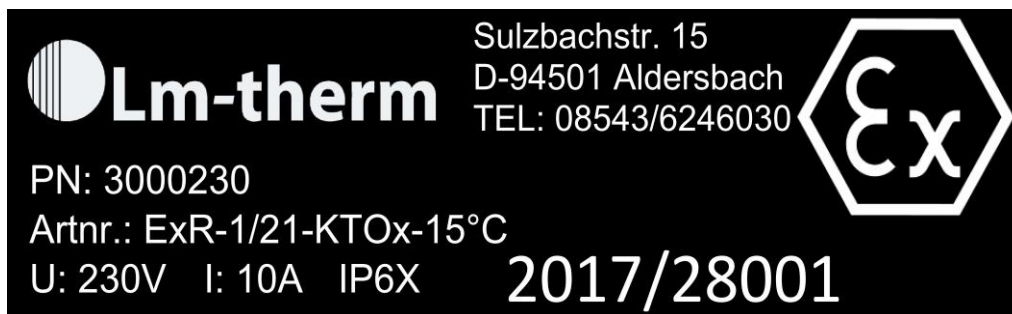 Lm-therm
Sulzbachstr. 15
D-94501 Aldersbach
TEL: 08543/6246030
Ex
PN: 3000230
Artnr.: ExR-1/21-KTOx-15°C
U: 230V I: 10A IP6X
2017/28001